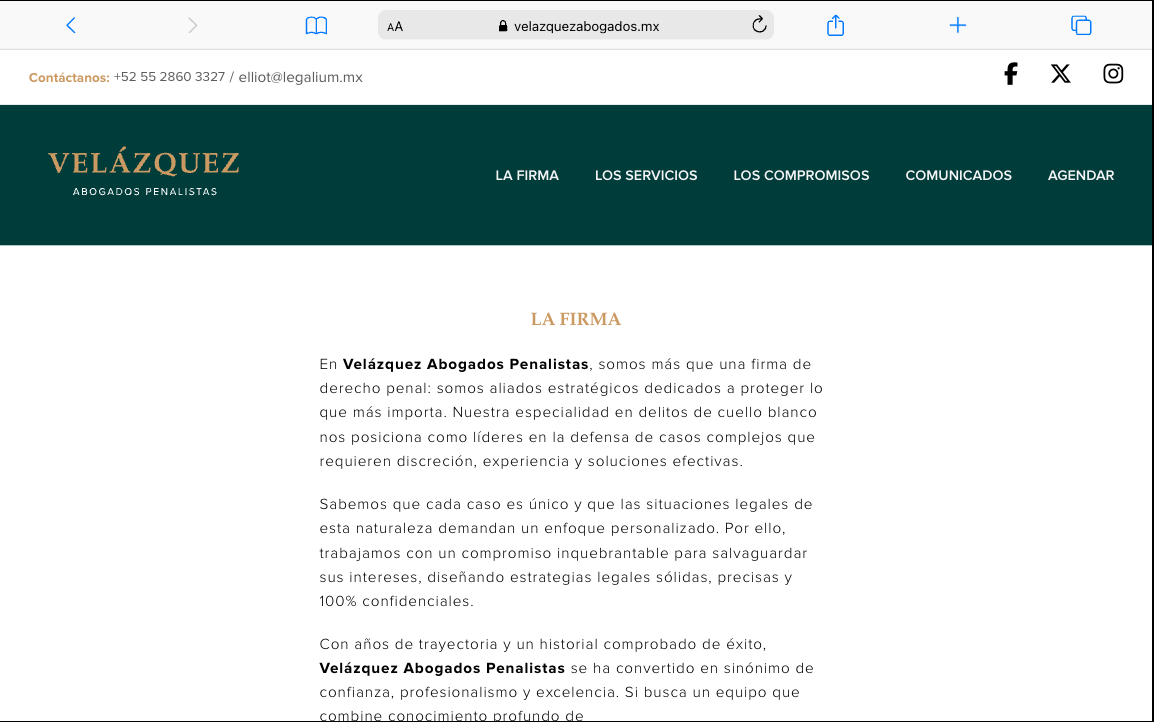 AA velazquezabogados.mx
Contáctanos: +52 55 2860 3327 / elliot@legalium.mx
VELÁZQUEZ
ABOGADOS PENALISTAS
LA FIRMA LOS SERVICIOS LOS COMPROMISOS COMUNICADOS AGENDAR
LA FIRMA
En Velázquez Abogados Penalistas, somos más que una firma de
derecho penal: somos aliados estratégicos dedicados a proteger lo
que más importa. Nuestra especialidad en delitos de cuello blanco
nos posiciona como líderes en la defensa de casos complejos que
requieren discreción, experiencia y soluciones efectivas.
Sabemos que cada caso es único y que las situaciones legales de
esta naturaleza demandan un enfoque personalizado. Por ello,
trabajamos con un compromiso inquebrantable para salvaguardar
sus intereses, diseñando estrategias legales sólidas, precisas y
100% confidenciales.
Con años de trayectoria y un historial comprobado de éxito,
Velázquez Abogados Penalistas se ha convertido en sinónimo de
confianza, profesionalismo y excelencia. Si busca un equipo que
combine conocimiento profundo de